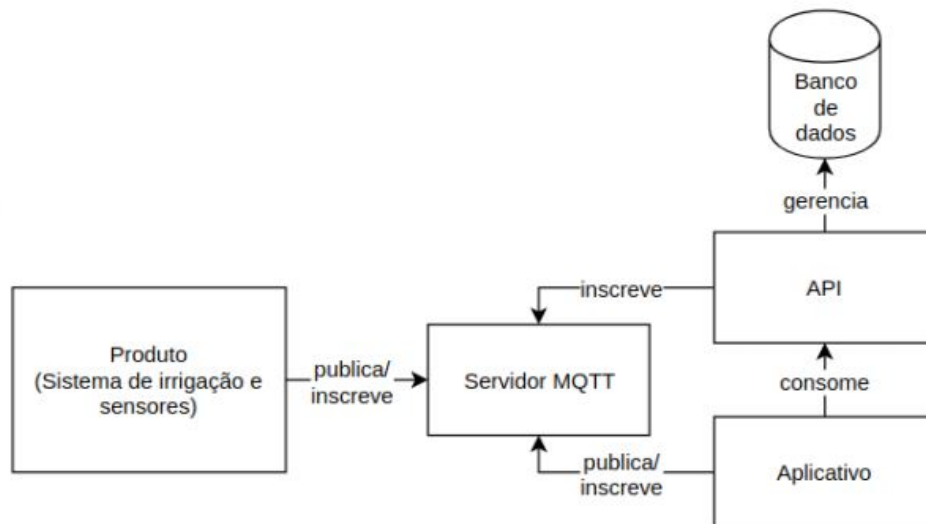 Banco
de
dados
gerencia
inscreve
API
Produto
(Sistema de irrigação e
sensores)
publica/
inscreve
Servidor MQTT
consome
publica/
inscreve
Aplicativo